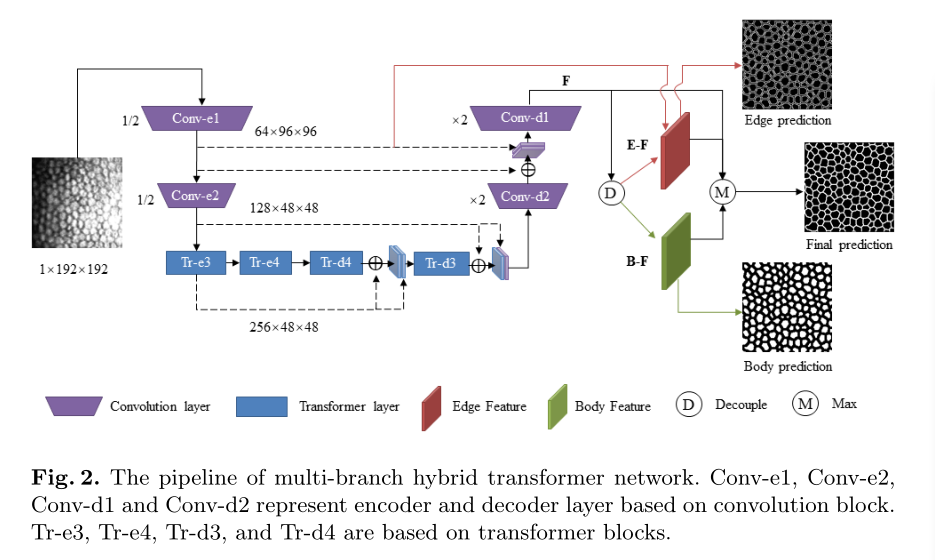 F
Conv-e1
1/2
64×96×96
×2
Conv-d1
Edge prediction
E-F
Conv-e2
1/2
128×48×48
×2
Conv-d2
D
M
Final prediction
1×192×192
Tr-e3
Tr-e4
Tr-d4
Tr-d3
B-F
256×48×48
Body prediction
Convolution layer
Transformer layer
Edge Feature
Body Feature
D
Decouple
M
Max
Fig. 2. The pipeline of multi-branch hybrid transformer network. Conv-e1, Conv-e2,
Conv-d1 and Conv-d2 represent encoder and decoder layer based on convolution block.
Tr-e3, Tr-e4, Tr-d3, and Tr-d4 are based on transformer blocks.